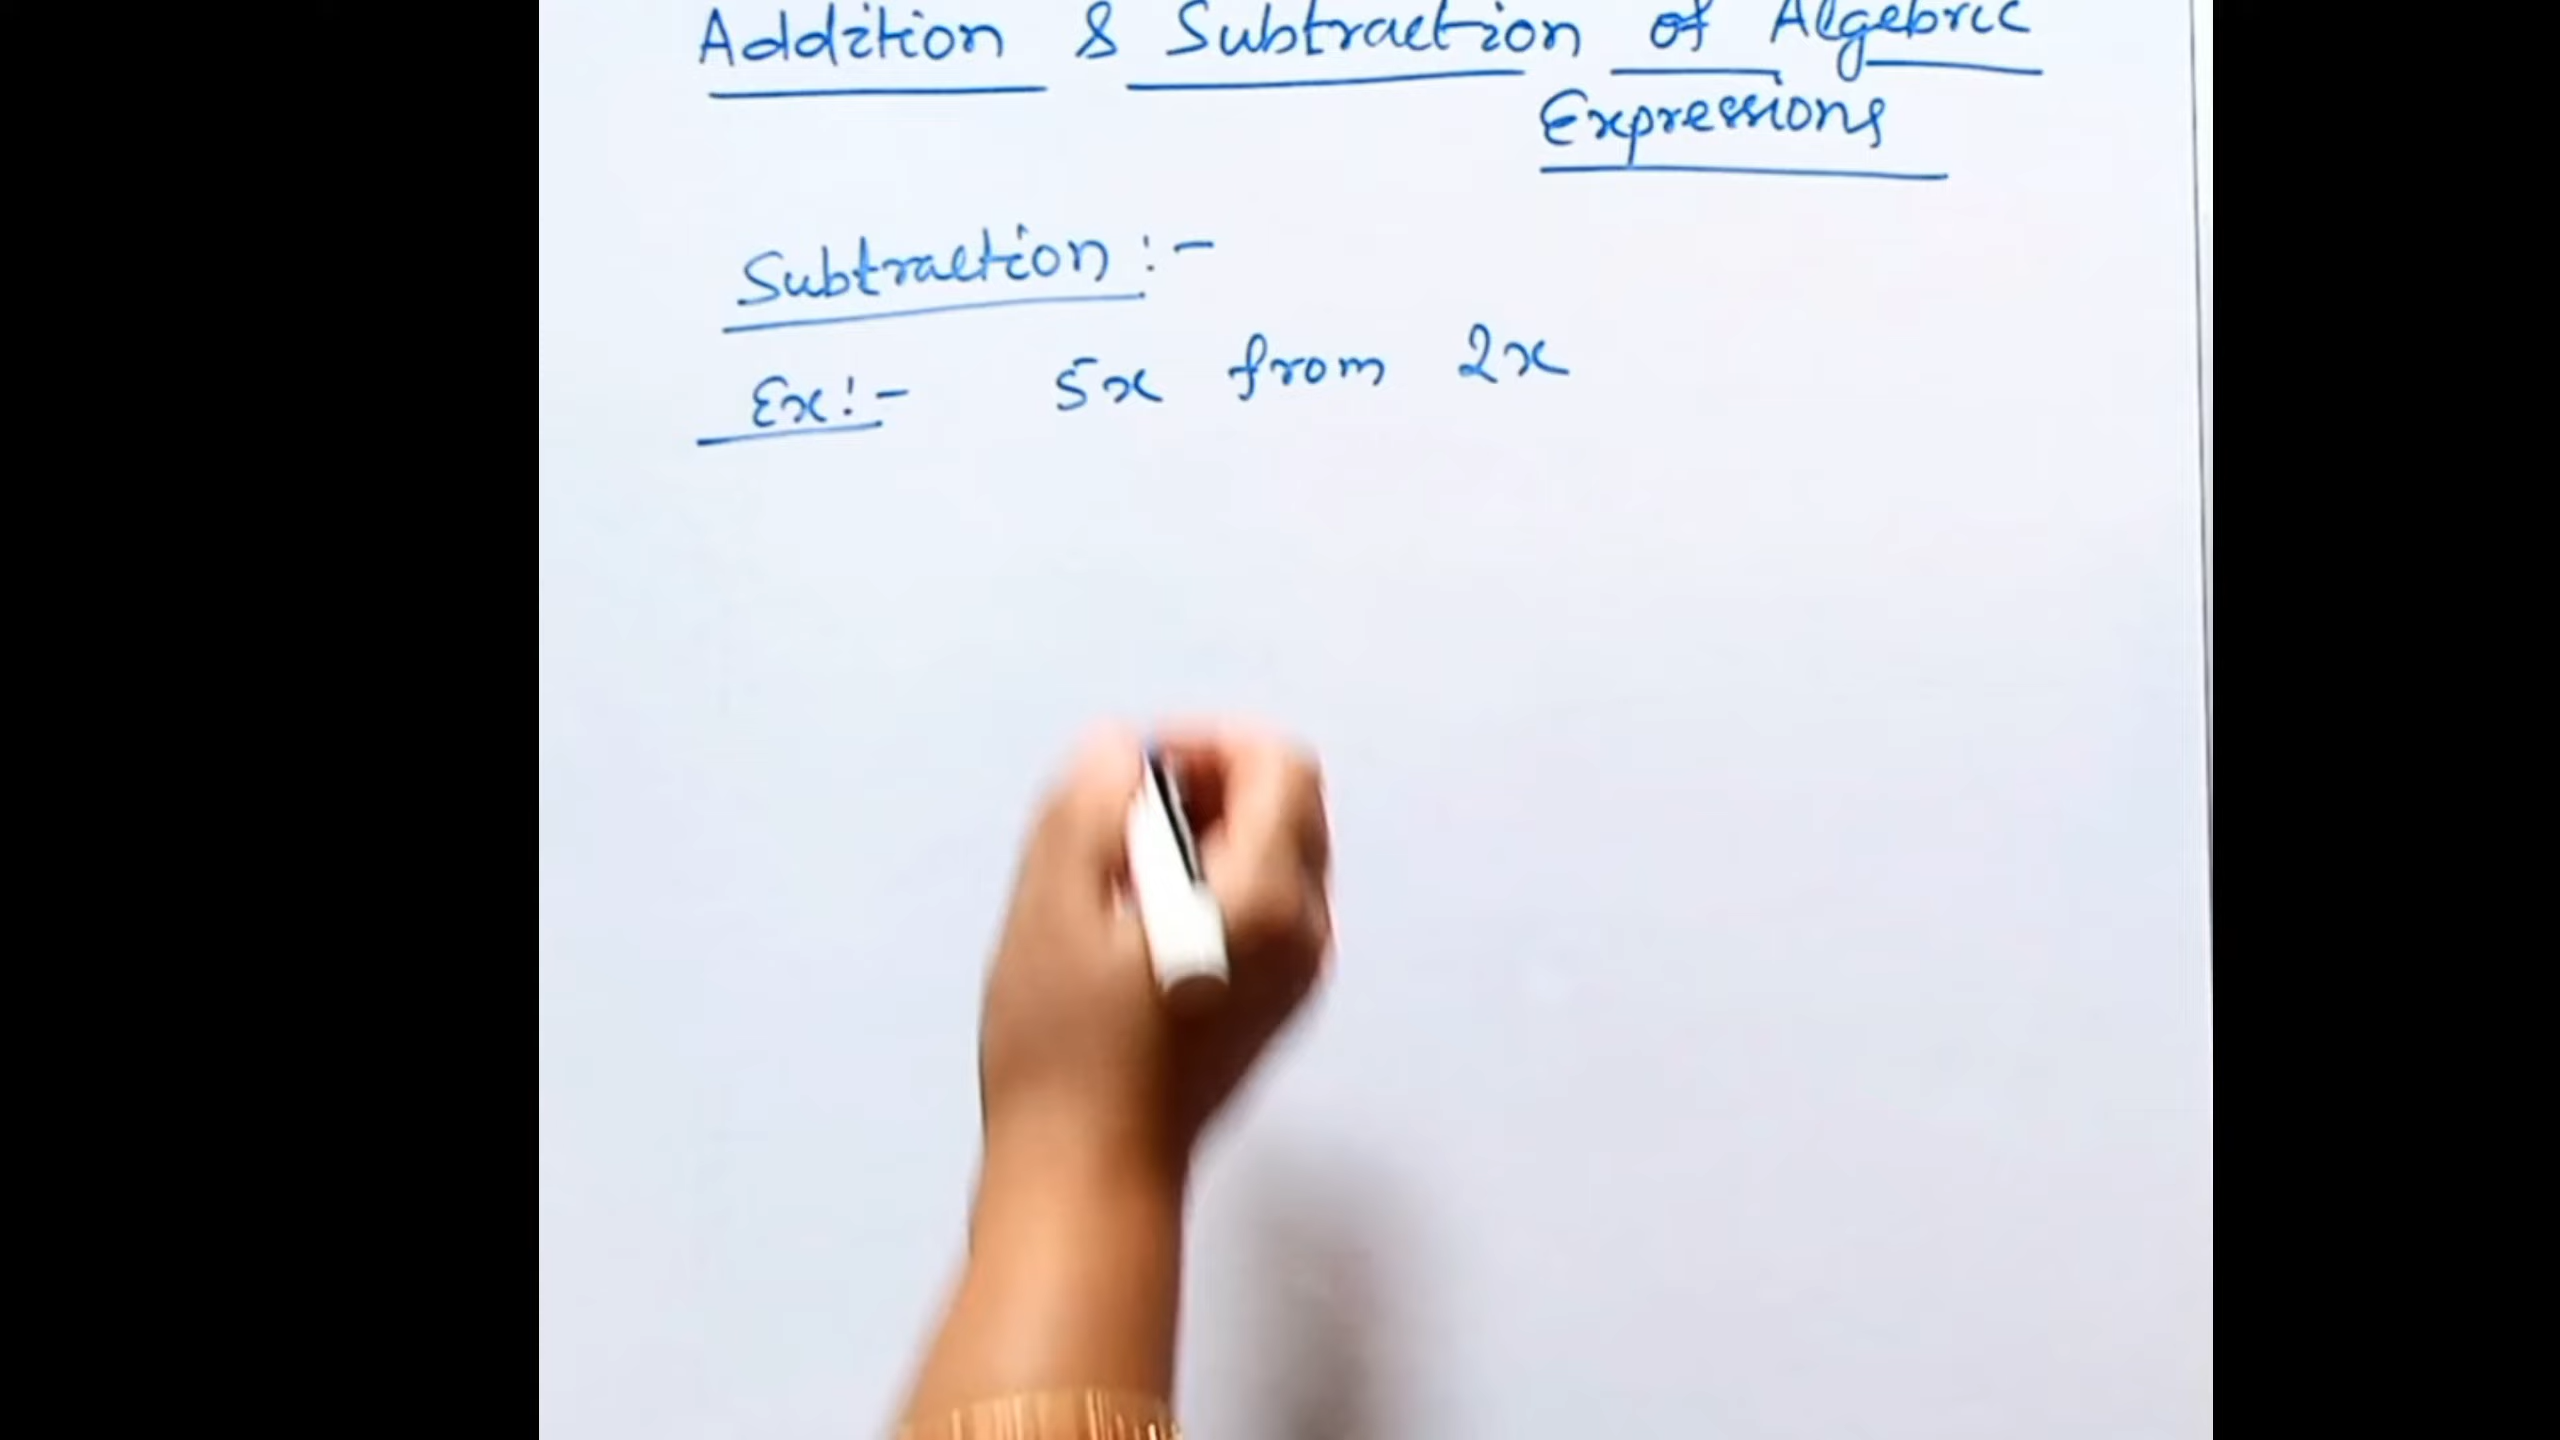 Addition & Subtraction of Algebric
Expressions
Subtraction :-
Ex:- 5x from 2x